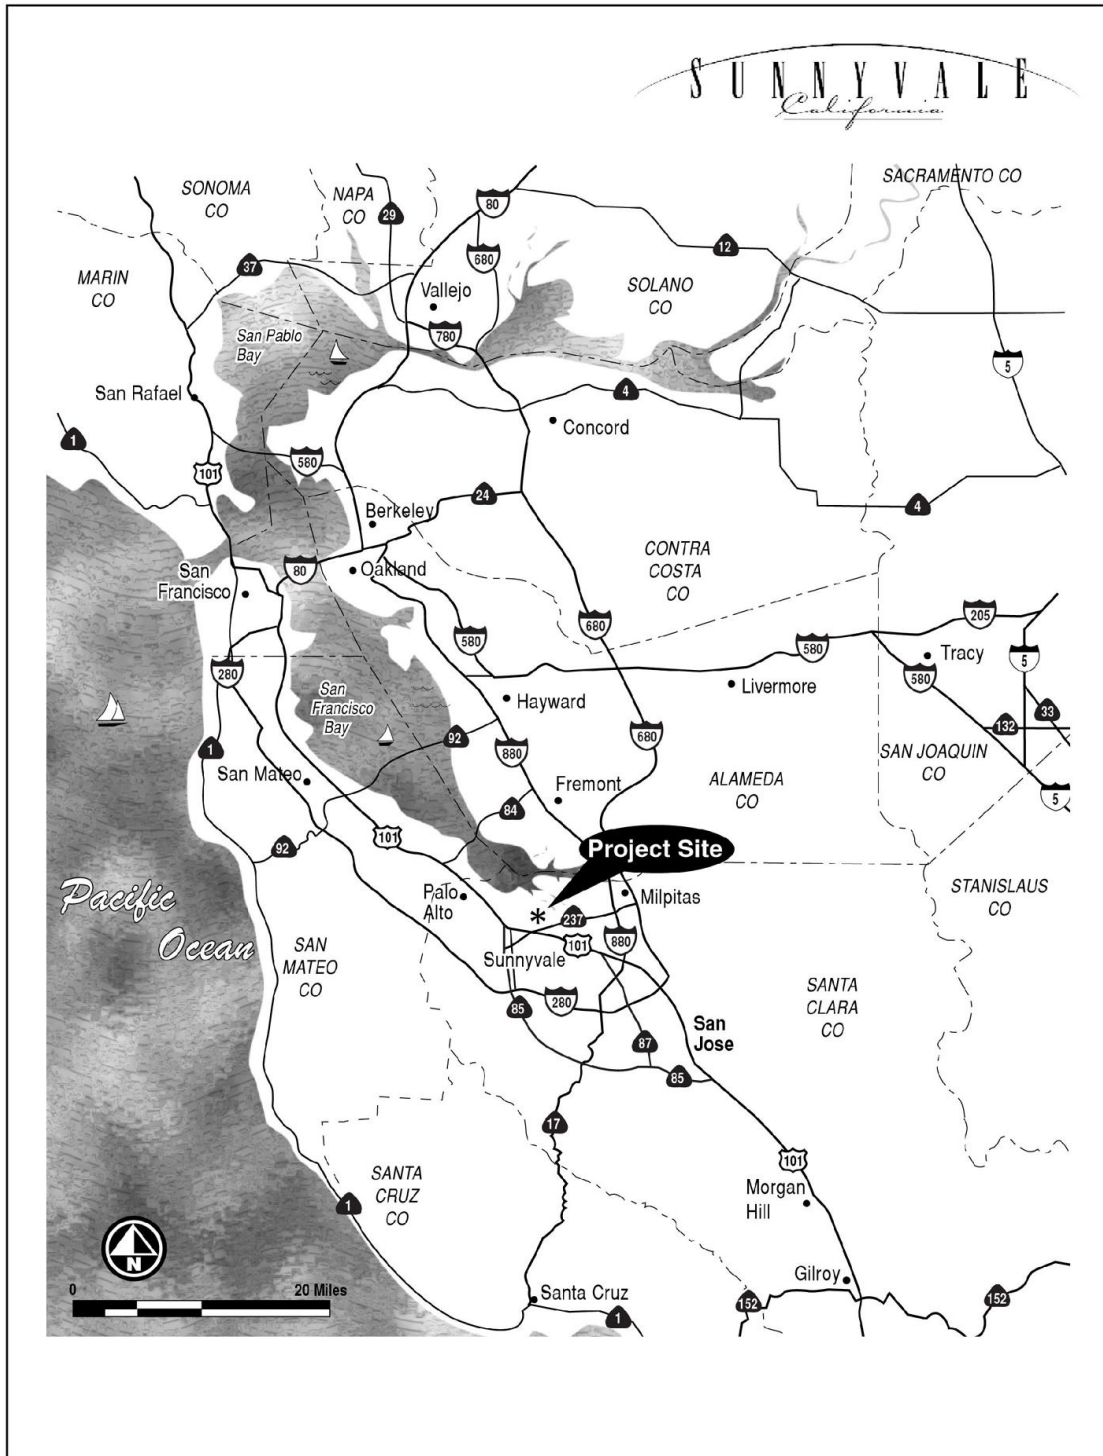 SUNNYVALE
California
SONOMA
CO
NAPA
CO
SACRAMENTO CO
29
80
680
12
37
MARIN
CO
Vallejo
SOLANO
CO
780
San Pablo
Bay
5
San Rafael
4
1
Concord
580
101
24
4
Berkeley
CONTRA
COSTA
CO
San
Francisco
80
Oakland
680
205
580
580
280
Tracy
5
580
San
Francisco
Bay
Hayward
Livermore
33
132
1
92
880
680
SAN JOAQUIN
CO
San Mateo
Fremont
ALAMEDA
CO
5
84
101
92
Project Site
Palo
Alto
Milpitas
STANISLAUS
CO
Pacific
Ocean
*
237
101
880
SAN
MATEO
CO
Sunnyvale
SANTA
CLARA
CO
280
85
San
Jose
87
85
17
101
SANTA
CRUZ
CO
Morgan
Hill
1
N
Gilroy
0
20 Miles
Santa Cruz
152
152
1